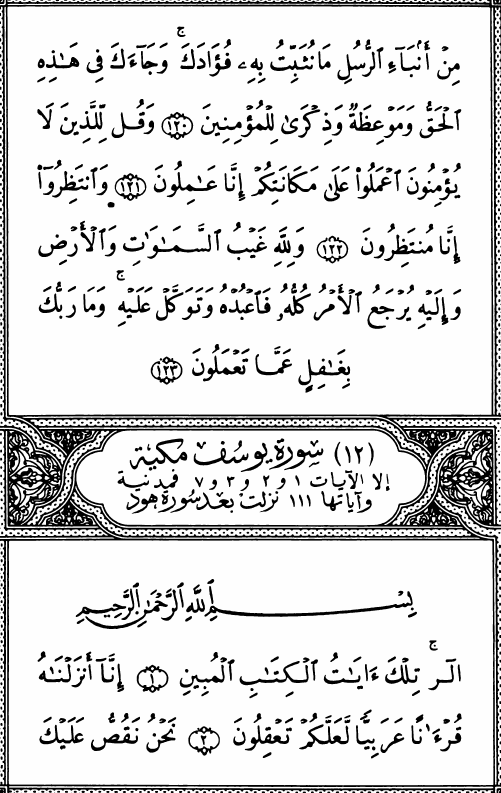 مِنْ أَنۢبَآءِ ٱلرُّسُلِ مَا نُثَبِّتُ بِهِۦ فُؤَادَكَ ۚ وَجَآءَكَ فِى هَـٰذِهِ
ٱلْحَقُّ وَمَوْعِظَةٌ وَذِكْرَىٰ لِلْمُؤْمِنِينَ ﴿١٢٠﴾ وَقُل لِّلَّذِينَ لَا
يُؤْمِنُونَ ٱعْمَلُوا۟ عَلَىٰ مَكَانَتِكُمْ إِنَّا عَـٰمِلُونَ ﴿١٢١﴾ وَٱنتَظِرُوٓا۟
إِنَّا مُنتَظِرُونَ ﴿١٢٢﴾ وَلِلَّهِ غَيْبُ ٱلسَّمَـٰوَٰتِ وَٱلْأَرْضِ
وَإِلَيْهِ يُرْجَعُ ٱلْأَمْرُ كُلُّهُۥ فَٱعْبُدْهُ وَتَوَكَّلْ عَلَيْهِ ۚ وَمَا رَبُّكَ
بِغَـٰفِلٍ عَمَّا تَعْمَلُونَ ﴿١٢٣﴾
(١٢) سُورَة يُوسُف مكيّة
إلا الآيات ١ و ٢ و ٣ و ٧ فمدنية
وآياتها ١١١ نزلت بعد سورة هود
بِسْمِ ٱللَّهِ ٱلرَّحْمَـٰنِ ٱلرَّحِيمِ
الٓر ۚ تِلْكَ ءَايَـٰتُ ٱلْكِتَـٰبِ ٱلْمُبِينِ ﴿١﴾ إِنَّآ أَنزَلْنَـٰهُ
قُرْءَٰنًا عَرَبِيًّا لَّعَلَّكُمْ تَعْقِلُونَ ﴿٢﴾ نَحْنُ نَقُصُّ عَلَيْكَ